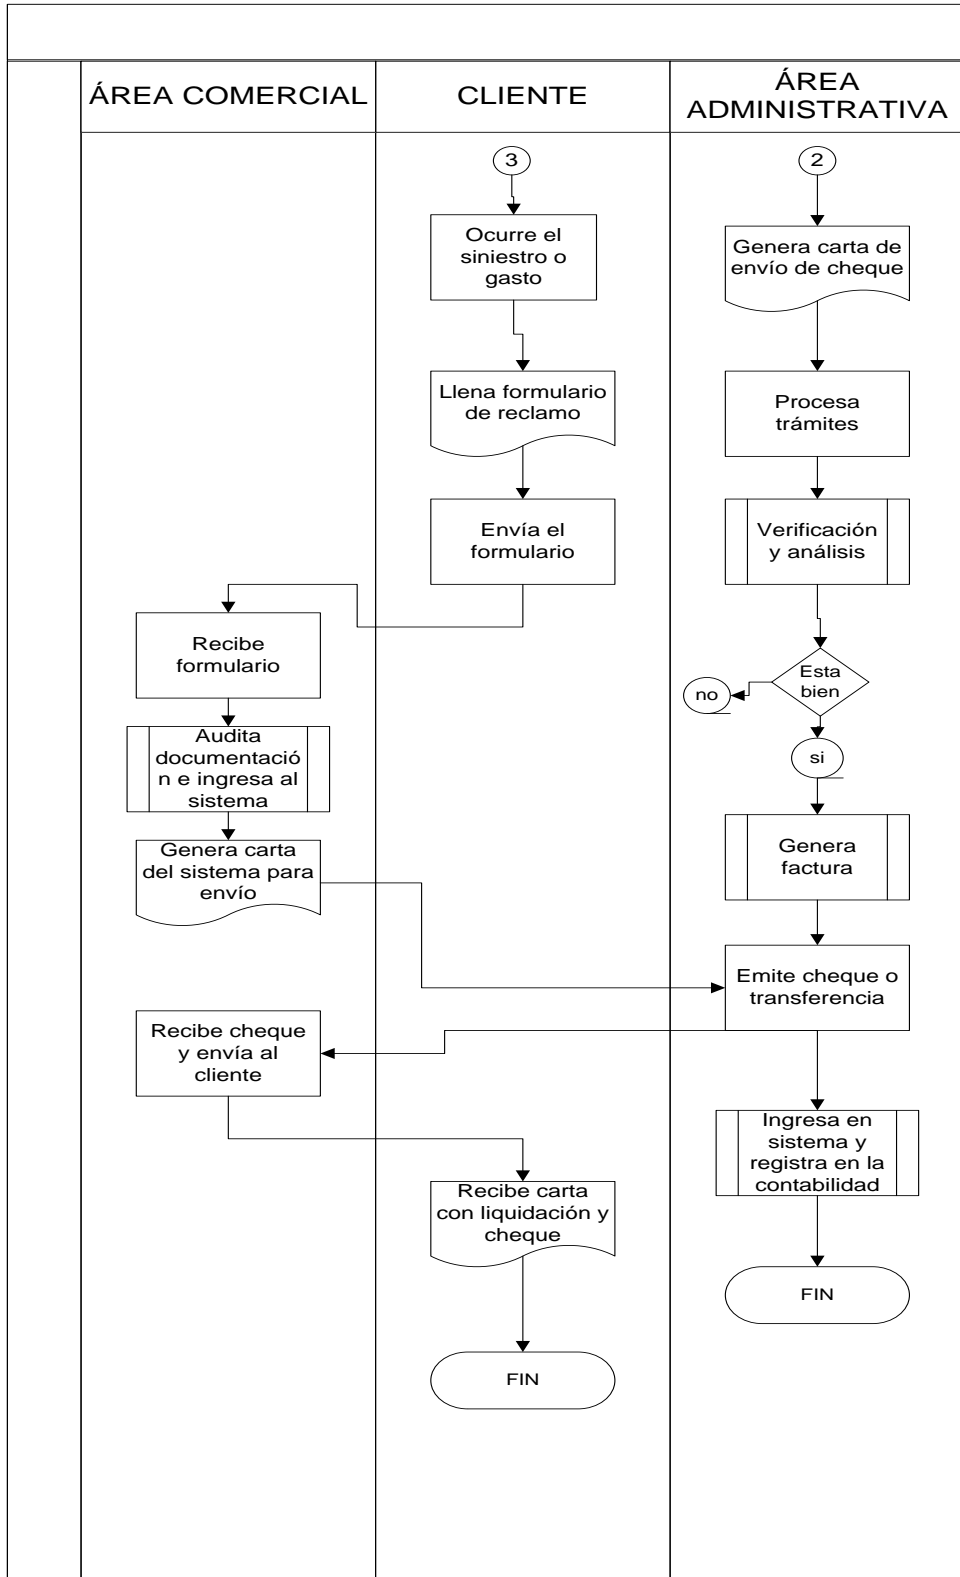 ÁREA COMERCIAL
CLIENTE
ÁREA
ADMINISTRATIVA
3
2
Ocurre el
siniestro o
gasto
Genera carta de
envío de cheque
Llena formulario
de reclamo
Procesa
trámites
Envía el
formulario
Verificación
y análisis
Recibe
formulario
Esta
bien
no
si
Audita
documentació
n e ingresa al
sistema
Genera carta
del sistema para
envío
Genera
factura
Emite cheque o
transferencia
Recibe cheque
y envía al
cliente
Ingresa en
sistema y
registra en la
contabilidad
Recibe carta
con liquidación y
cheque
FIN
FIN